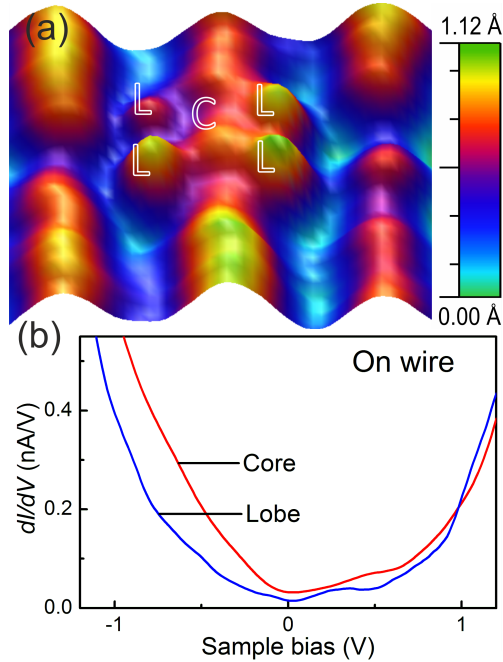 (a)
1.12 Å
L
C
L
L
L
0.00 Å
(b)
On wire
0.4
Core
Lobe
0.2
0.0
dI/dV (nA/V)
-1
0
1
Sample bias (V)